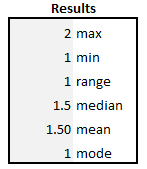 Results
2 max
1 min
1 range
1.5 median
1.50 mean
1 mode